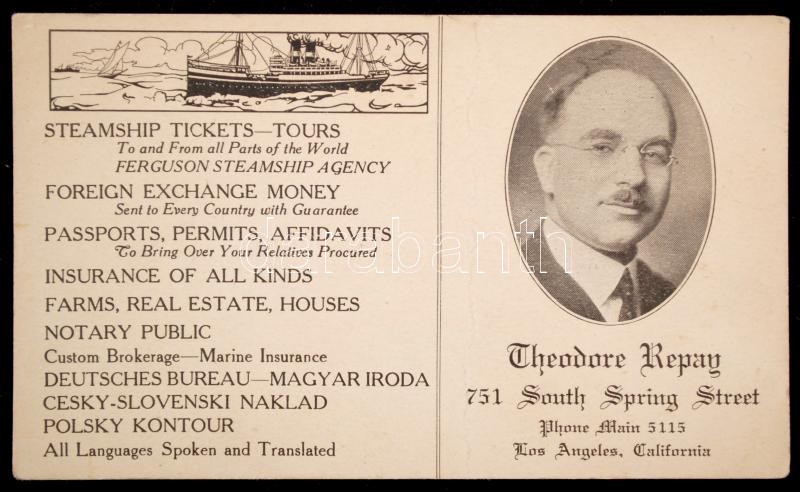 STEAMSHIP TICKETS—TOURS
To and From all Parts of the World
FERGUSON STEAMSHIP AGENCY
FOREIGN EXCHANGE MONEY
Sent to Every Country with Guarantee
PASSPORTS, PERMITS, AFFIDAVITS
To Bring Over Your Relatives Procured
INSURANCE OF ALL KINDS
FARMS, REAL ESTATE, HOUSES
NOTARY PUBLIC
Custom Brokerage—Marine Insurance
DEUTSCHES BUREAU—MAGYAR IRODA
CESKY-SLOVENSKI NAKLAD
POLSKY KONTOUR
All Languages Spoken and Translated
Theodore Repay
751 South Spring Street
Phone Main 5115
Los Angeles, California
darabanth